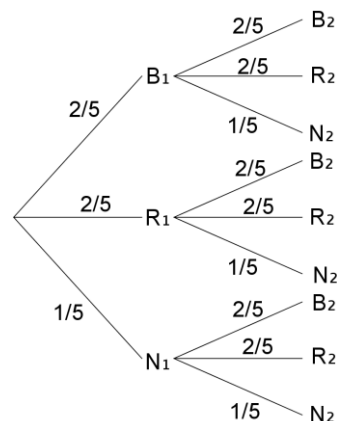 2/5 B₂
B₁ 2/5 R₂
2/5 1/5 N₂
2/5 B₂
2/5 R₁ 2/5 R₂
1/5 N₂
1/5 2/5 B₂
N₁ 2/5 R₂
1/5 N₂